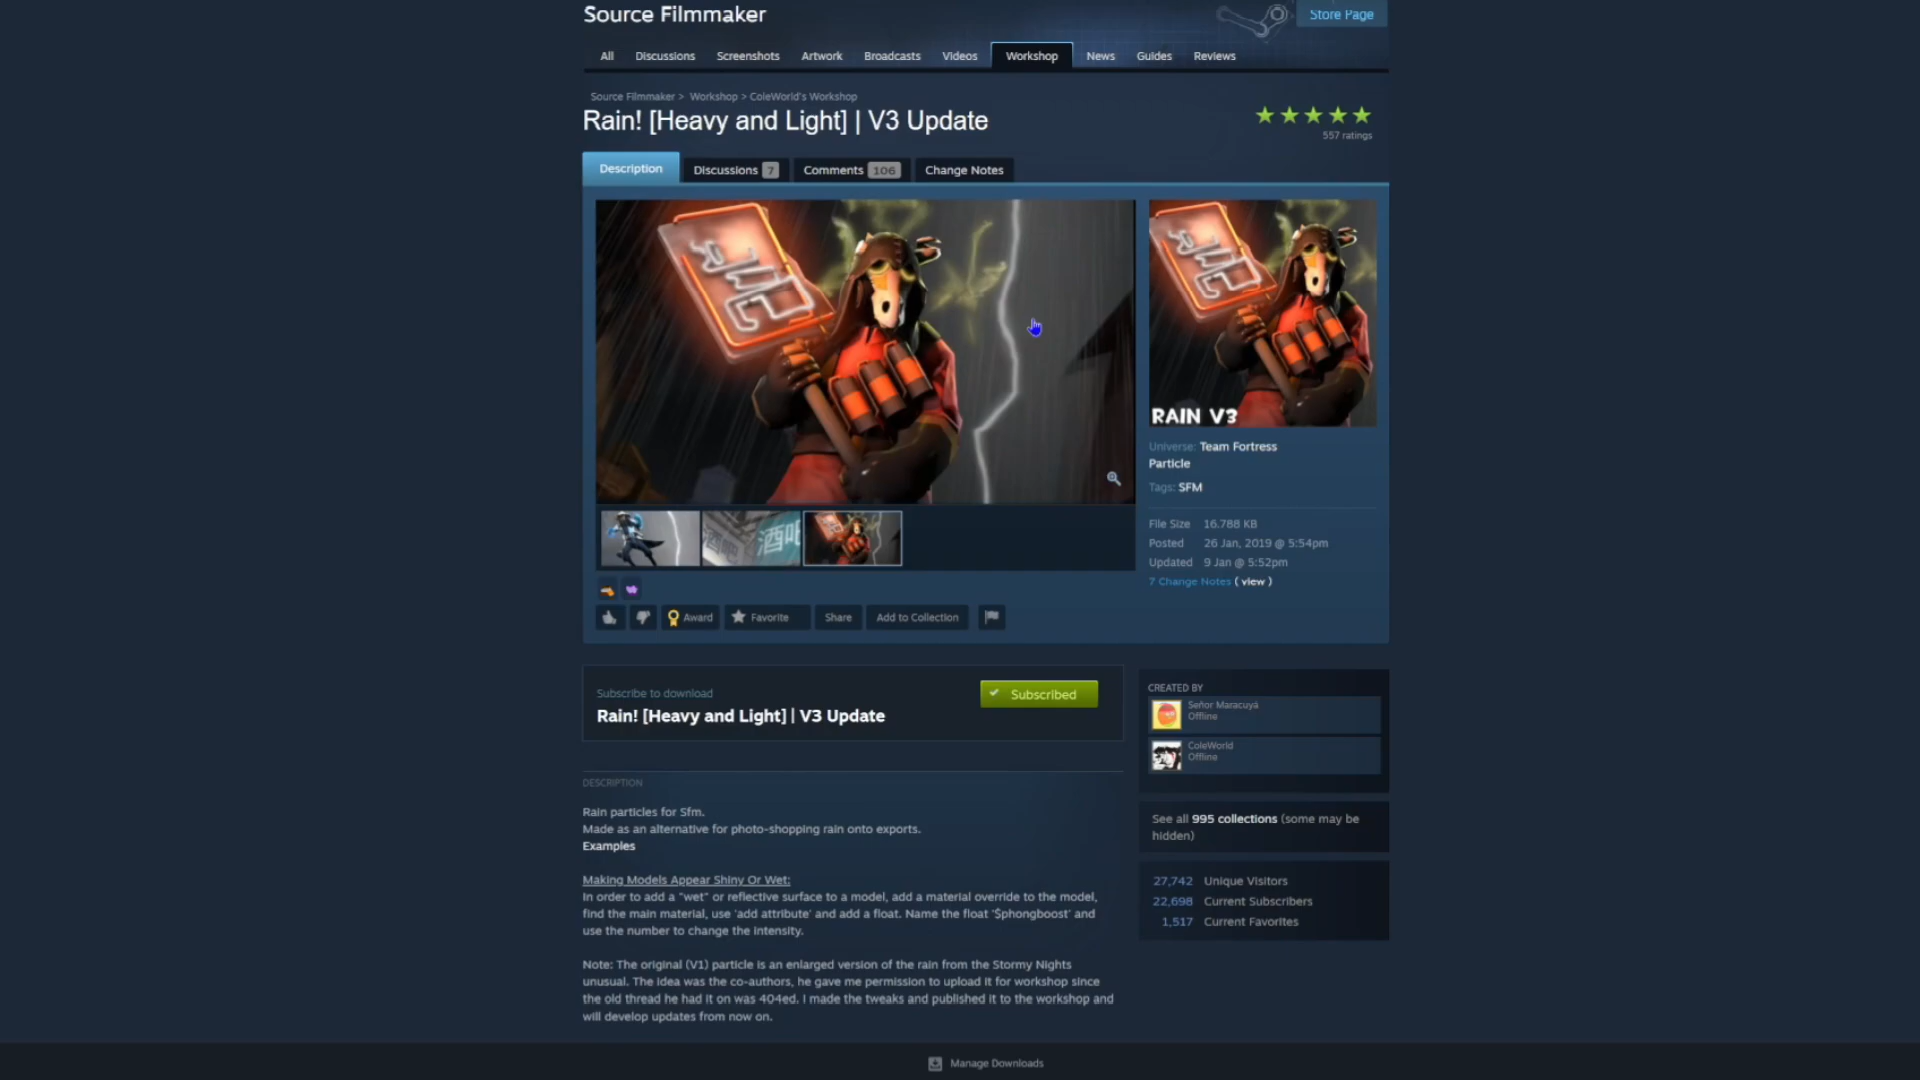 Source Filmmaker
Store Page
All Discussions Screenshots Artwork Broadcasts Videos Workshop News Guides Reviews
Source Filmmaker > Workshop > ColeWorld's Workshop
Rain! [Heavy and Light] | V3 Update
557 ratings
Description Discussions 7 Comments 106 Change Notes
酒吧
RAIN V3
Universe: Team Fortress
Particle
Tags: SFM
File Size 16.788 KB
Posted 26 Jan, 2019 @ 5:54pm
Updated 9 Jan @ 5:52pm
7 Change Notes ( view )
Award Favorite Share Add to Collection
Subscribe to download
Rain! [Heavy and Light] | V3 Update
Subscribed
CREATED BY
Señor Maracuyá
Offline
ColeWorld
Offline
DESCRIPTION
Rain particles for Sfm.
Made as an alternative for photo-shopping rain onto exports.
Examples
Making Models Appear Shiny Or Wet:
In order to add a "wet" or reflective surface to a model, add a material override to the model,
find the main material, use 'add attribute' and add a float. Name the float '$phongboost' and
use the number to change the intensity.
Note: The original (V1) particle is an enlarged version of the rain from the Stormy Nights
unusual. The idea was the co-authors, he gave me permission to upload it for workshop since
the old thread he had it on was 404ed. I made the tweaks and published it to the workshop and
will develop updates from now on.
See all 995 collections (some may be
hidden)
27,742 Unique Visitors
22,698 Current Subscribers
1,517 Current Favorites
Manage Downloads